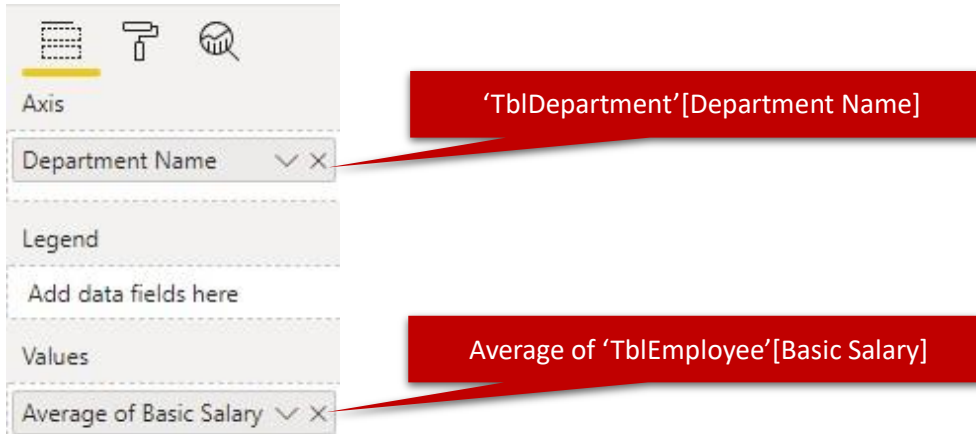 Axis
‘TblDepartment’[Department Name]
Department Name
Legend
Add data fields here
Values
Average of ‘TblEmployee’[Basic Salary]
Average of Basic Salary